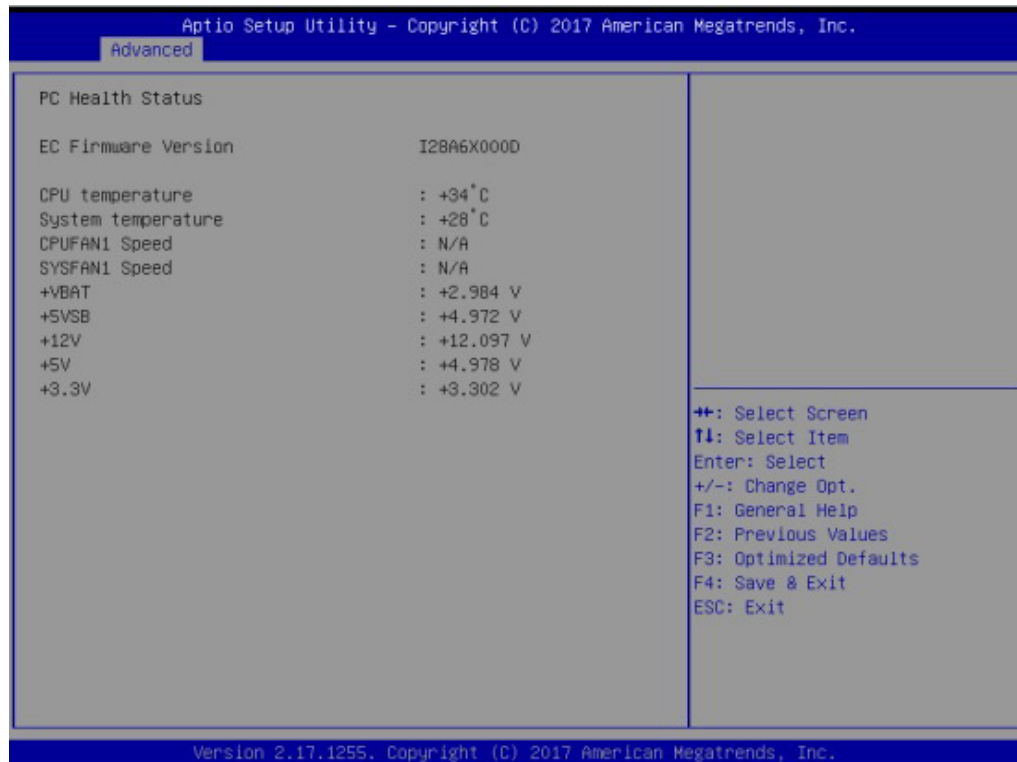 Aptio Setup Utility – Copyright (C) 2017 American Megatrends, Inc.
Advanced
PC Health Status
EC Firmware Version I28A6X000D
CPU temperature : +34°C
System temperature : +28°C
CPUFAN1 Speed : N/A
SYSFAN1 Speed : N/A
+VBAT : +2.984 V
+5VSB : +4.972 V
+12V : +12.097 V
+5V : +4.978 V
+3.3V : +3.302 V
→←: Select Screen
↑↓: Select Item
Enter: Select
+/-: Change Opt.
F1: General Help
F2: Previous Values
F3: Optimized Defaults
F4: Save & Exit
ESC: Exit
Version 2.17.1255. Copyright (C) 2017 American Megatrends, Inc.